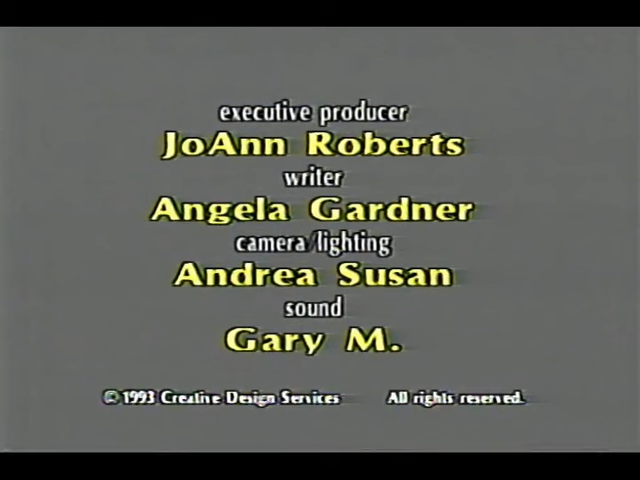 executive producer
JoAnn Roberts
writer
Angela Gardner
camera/lighting
Andrea Susan
sound
Gary M.
© 1993 Creative Design Services All rights reserved.